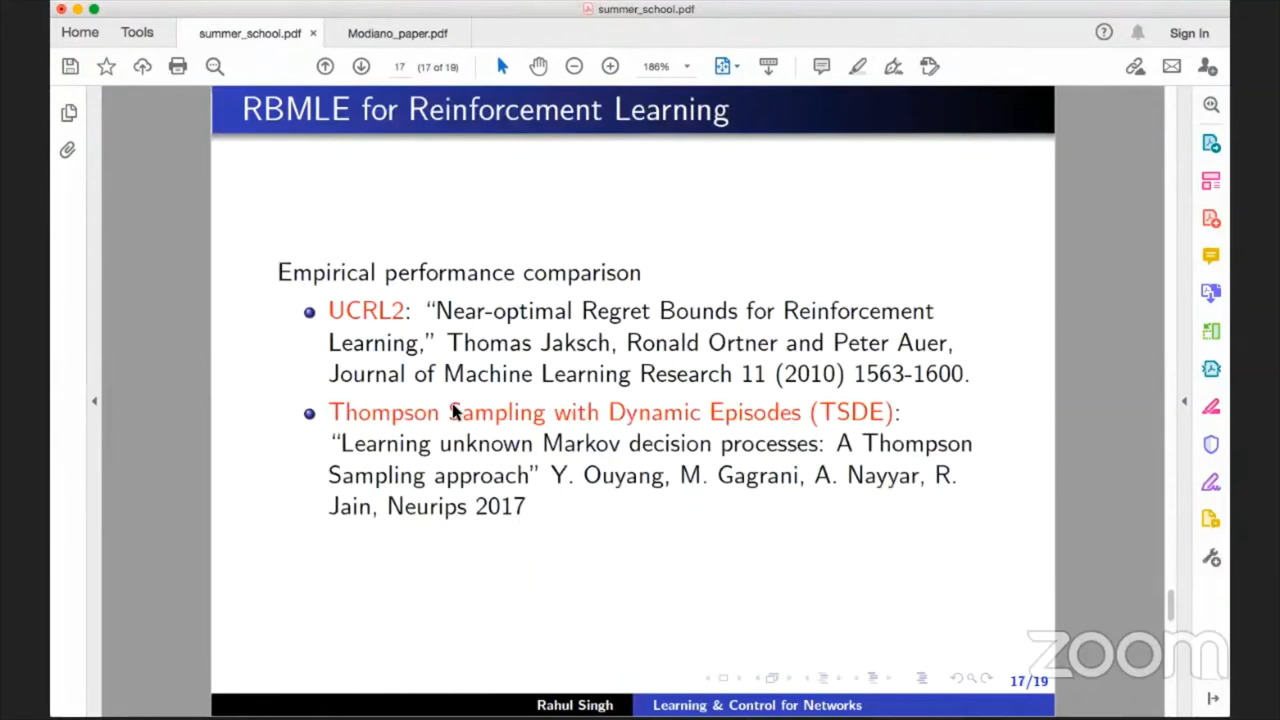 summer_school.pdf
Home Tools summer_school.pdf × Modiano_paper.pdf Sign In
17 (17 of 19) 186%
RBMLE for Reinforcement Learning
Empirical performance comparison
UCRL2: “Near-optimal Regret Bounds for Reinforcement
Learning,” Thomas Jaksch, Ronald Ortner and Peter Auer,
Journal of Machine Learning Research 11 (2010) 1563-1600.
Thompson Sampling with Dynamic Episodes (TSDE):
“Learning unknown Markov decision processes: A Thompson
Sampling approach” Y. Ouyang, M. Gagrani, A. Nayyar, R.
Jain, Neurips 2017
zoom
17/19
Rahul Singh Learning & Control for Networks